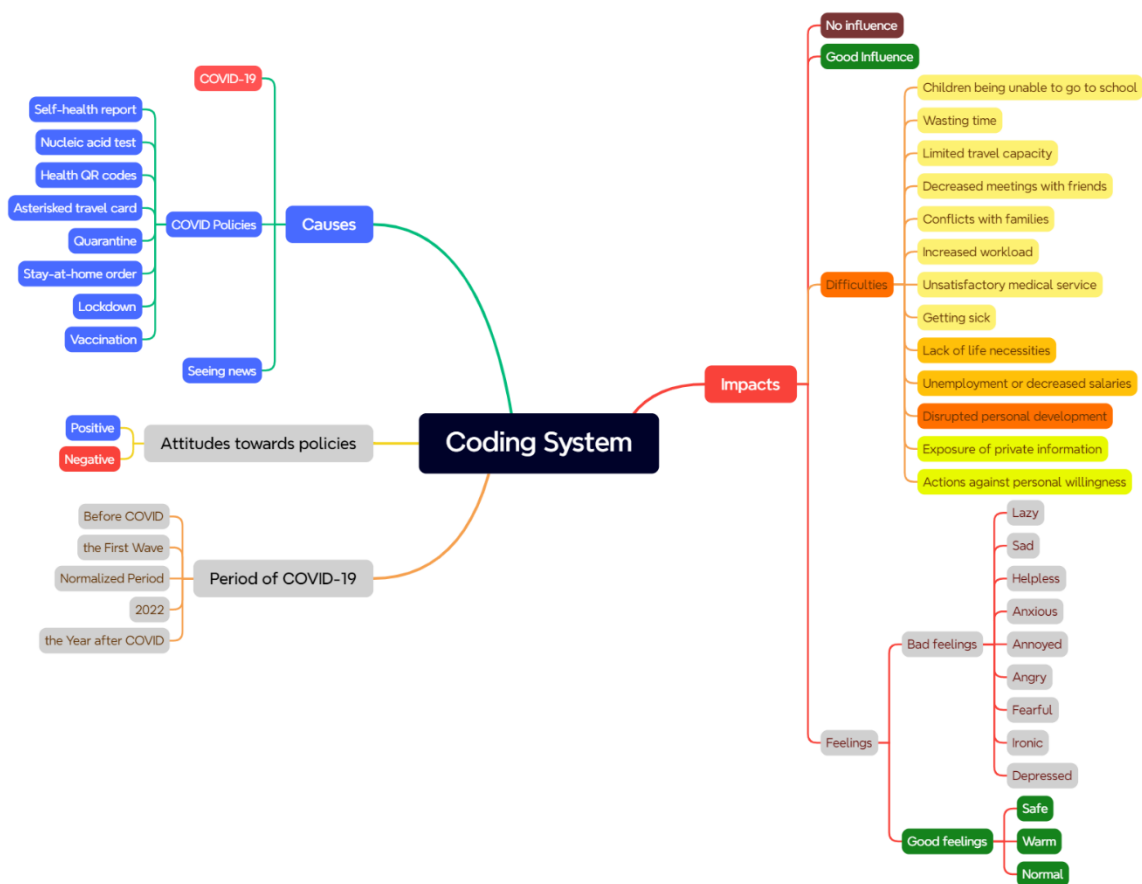 Coding System
Causes
COVID-19
COVID Policies
Self-health report
Nucleic acid test
Health QR codes
Asterisked travel card
Quarantine
Stay-at-home order
Lockdown
Vaccination
Seeing news
Attitudes towards policies
Positive
Negative
Period of COVID-19
Before COVID
the First Wave
Normalized Period
2022
the Year after COVID
Impacts
No influence
Good Influence
Difficulties
Children being unable to go to school
Wasting time
Limited travel capacity
Decreased meetings with friends
Conflicts with families
Increased workload
Unsatisfactory medical service
Getting sick
Lack of life necessities
Unemployment or decreased salaries
Disrupted personal development
Exposure of private information
Actions against personal willingness
Feelings
Bad feelings
Lazy
Sad
Helpless
Anxious
Annoyed
Angry
Fearful
Ironic
Depressed
Good feelings
Safe
Warm
Normal